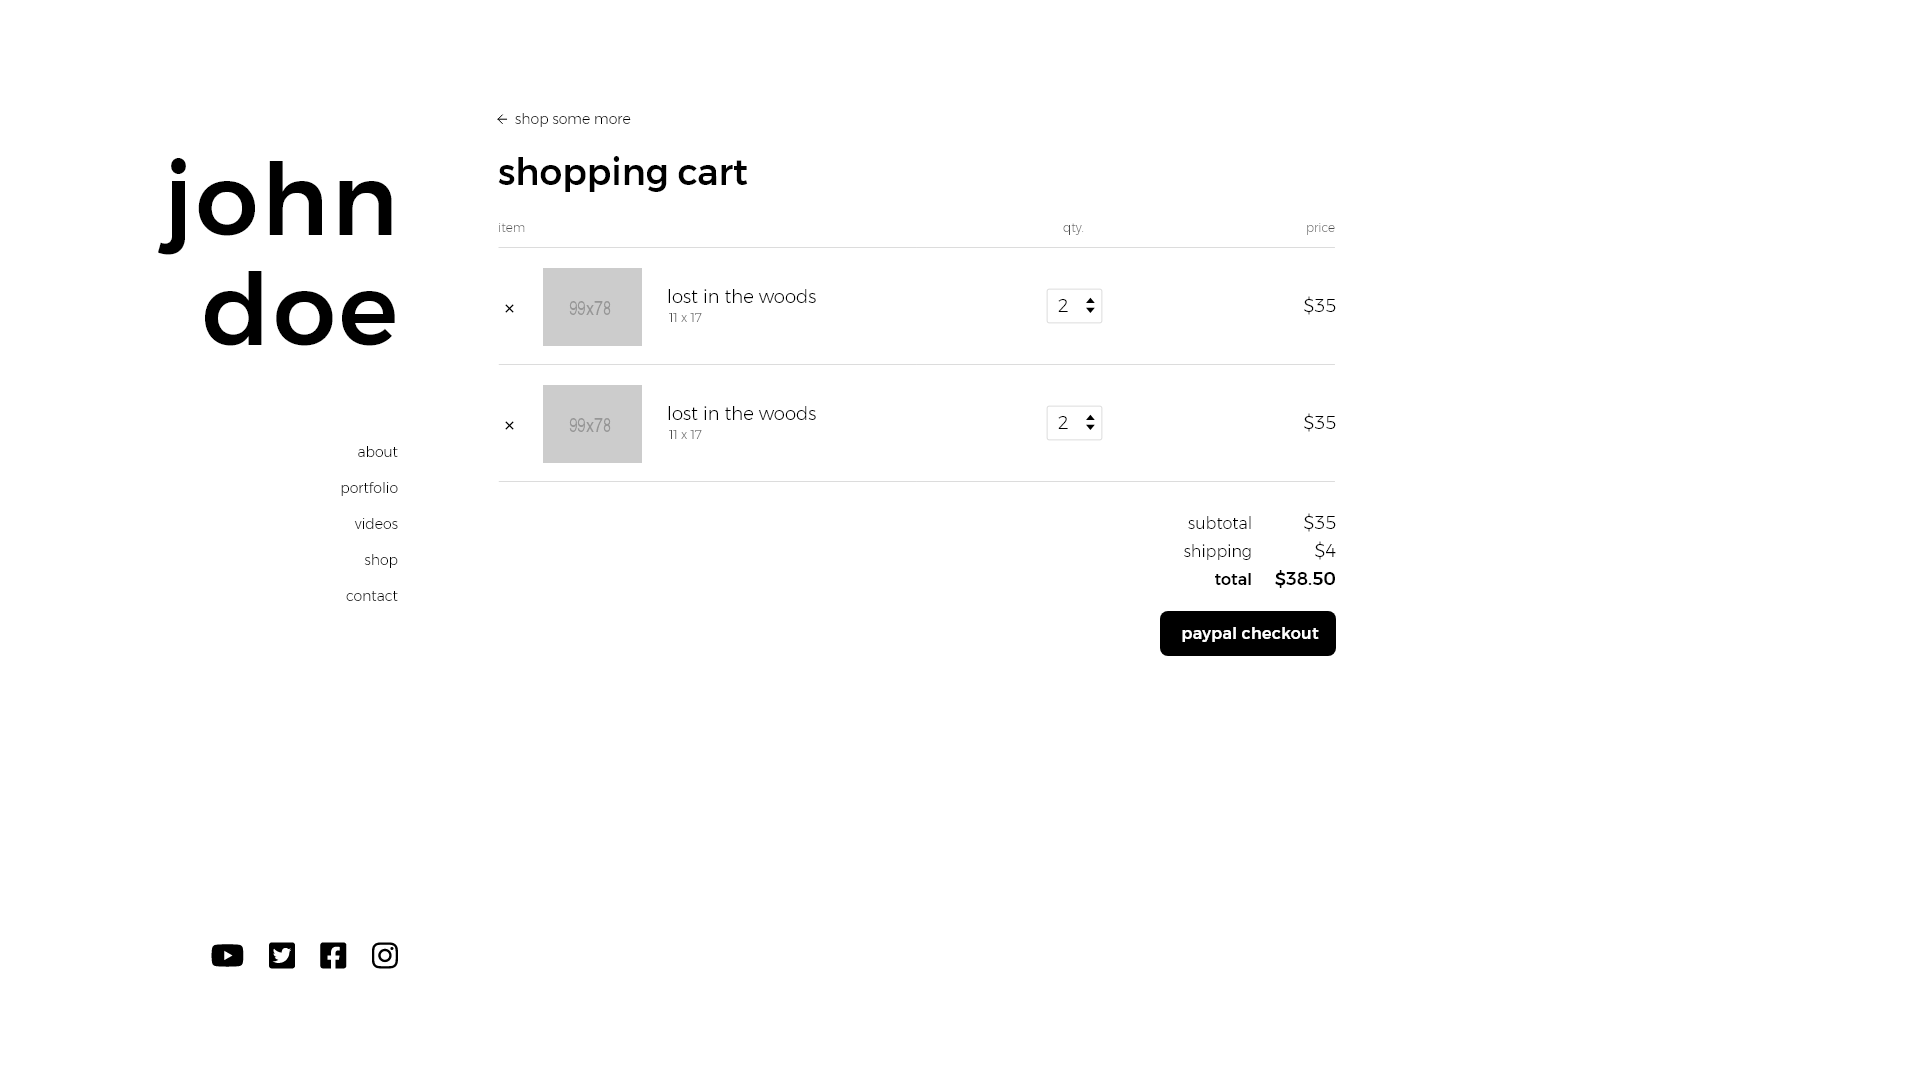 john
doe
about
portfolio
videos
shop
contact
shop some more
shopping cart
item qty. price
× 99x78 lost in the woods 2 $35
11 x 17
× 99x78 lost in the woods 2 $35
11 x 17
subtotal $35
shipping $4
total $38.50
paypal checkout